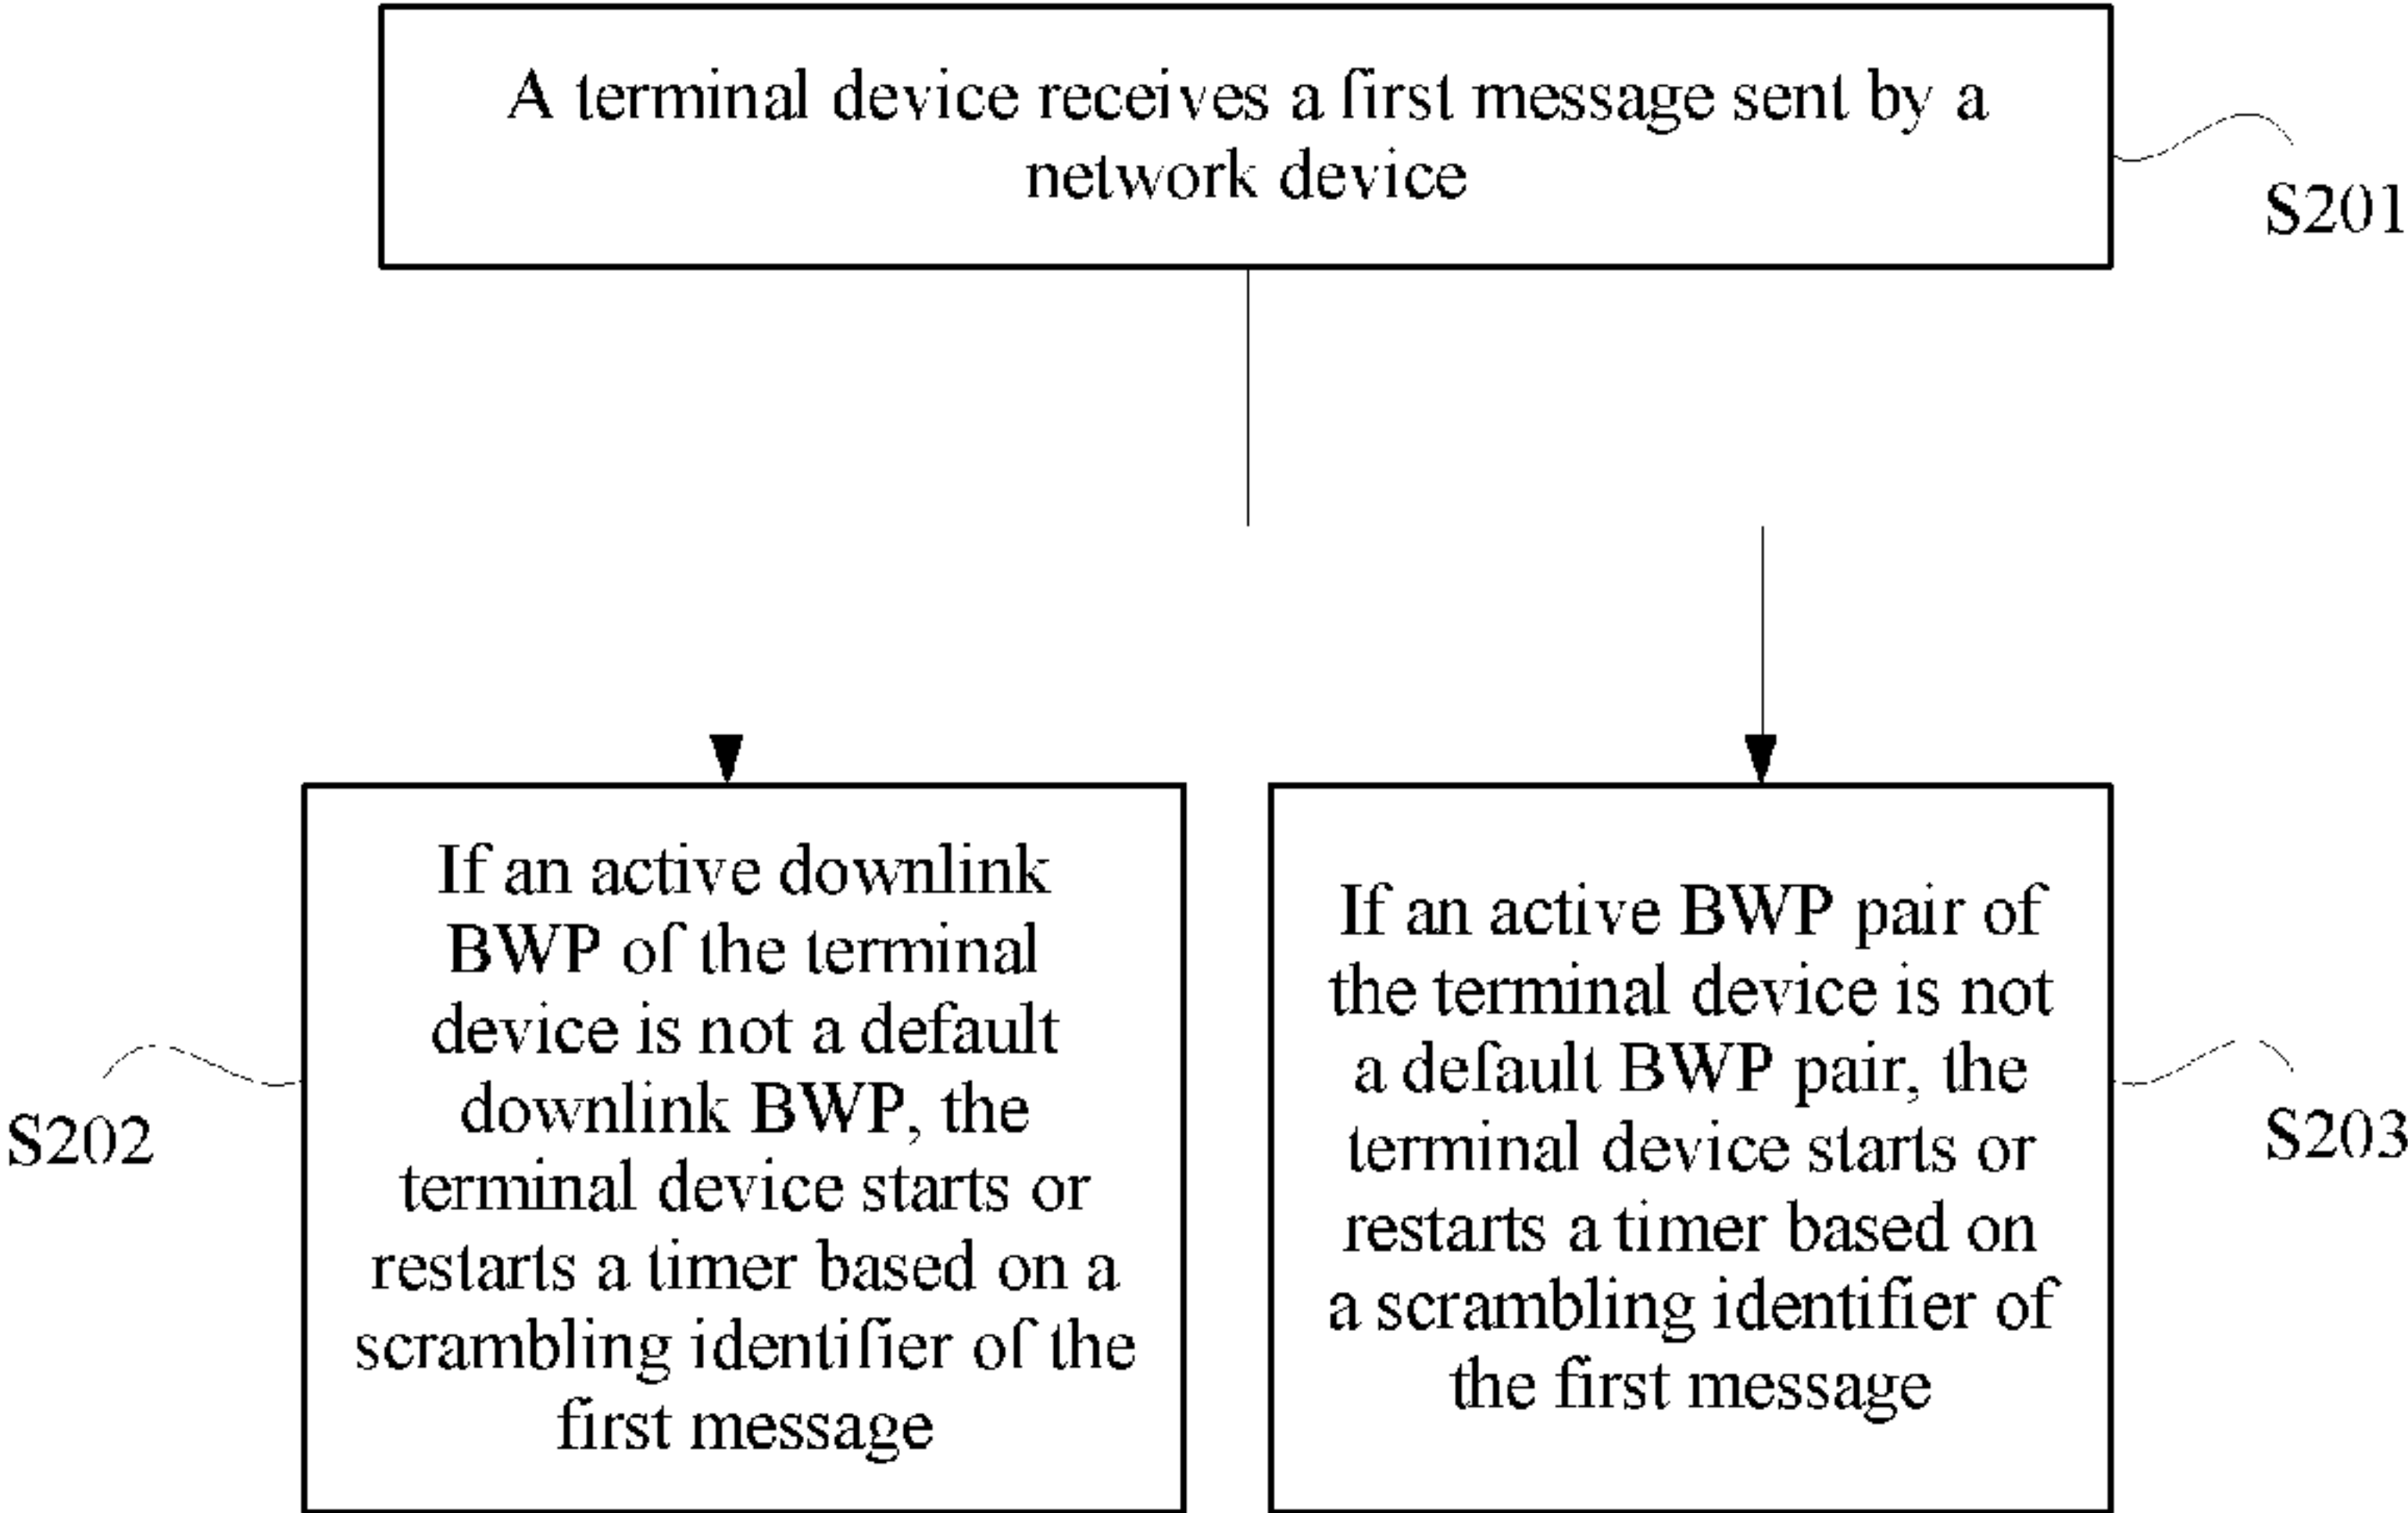 A terminal device receives a first message sent by a
network device
S201
If an active downlink
BWP of the terminal
device is not a default
downlink BWP, the
terminal device starts or
restarts a timer based on a
scrambling identifier of the
first message
S202
If an active BWP pair of
the terminal device is not
a default BWP pair, the
terminal device starts or
restarts a timer based on
a scrambling identifier of
the first message
S203